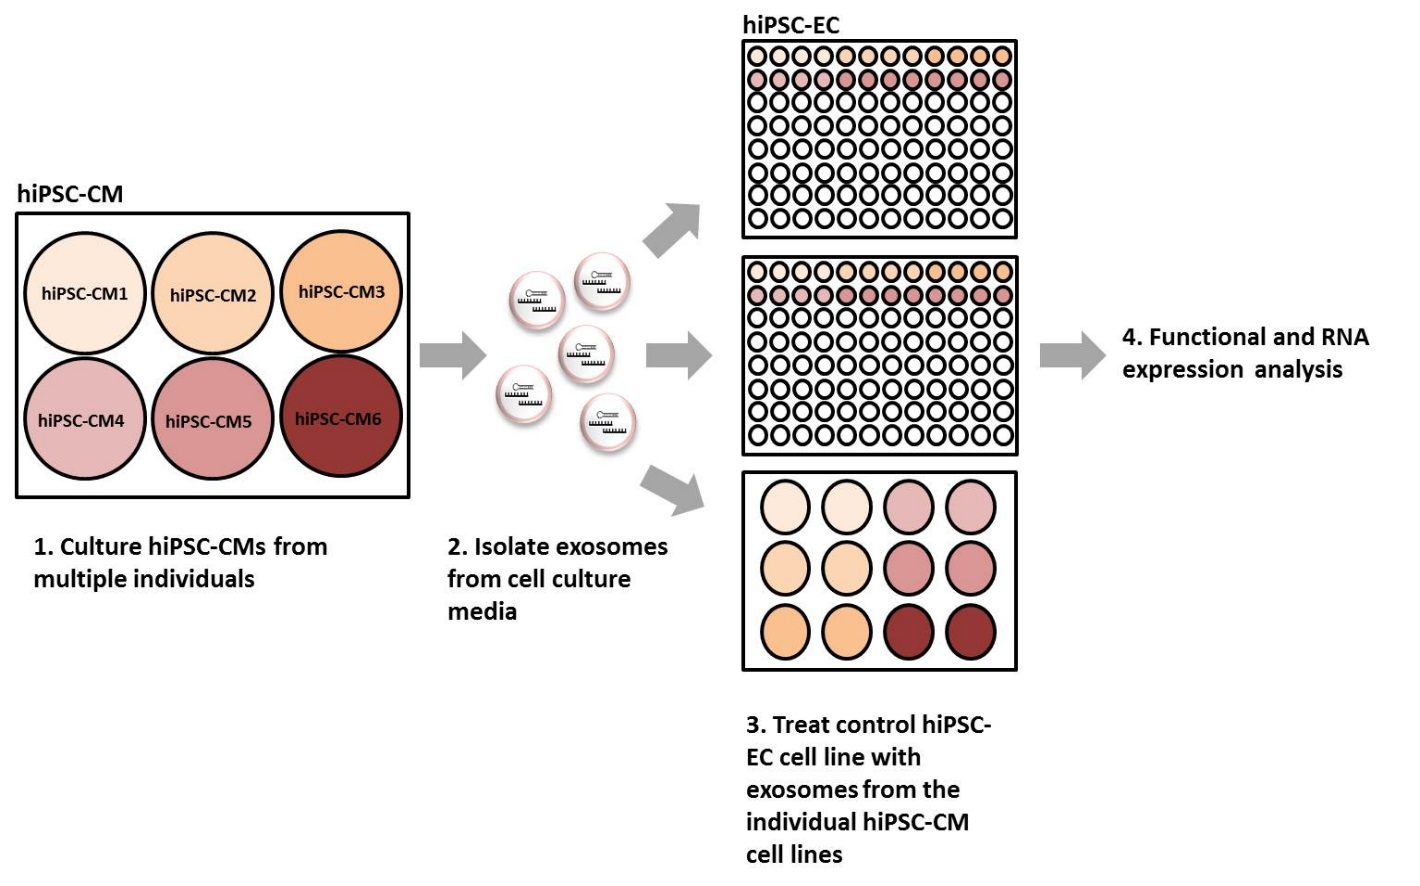 hiPSC-EC
hiPSC-CM
hiPSC-CM1
hiPSC-CM2
hiPSC-CM3
hiPSC-CM4
hiPSC-CM5
hiPSC-CM6
1. Culture hiPSC-CMs from
multiple individuals
2. Isolate exosomes
from cell culture
media
3. Treat control hiPSC-
EC cell line with
exosomes from the
individual hiPSC-CM
cell lines
4. Functional and RNA
expression analysis